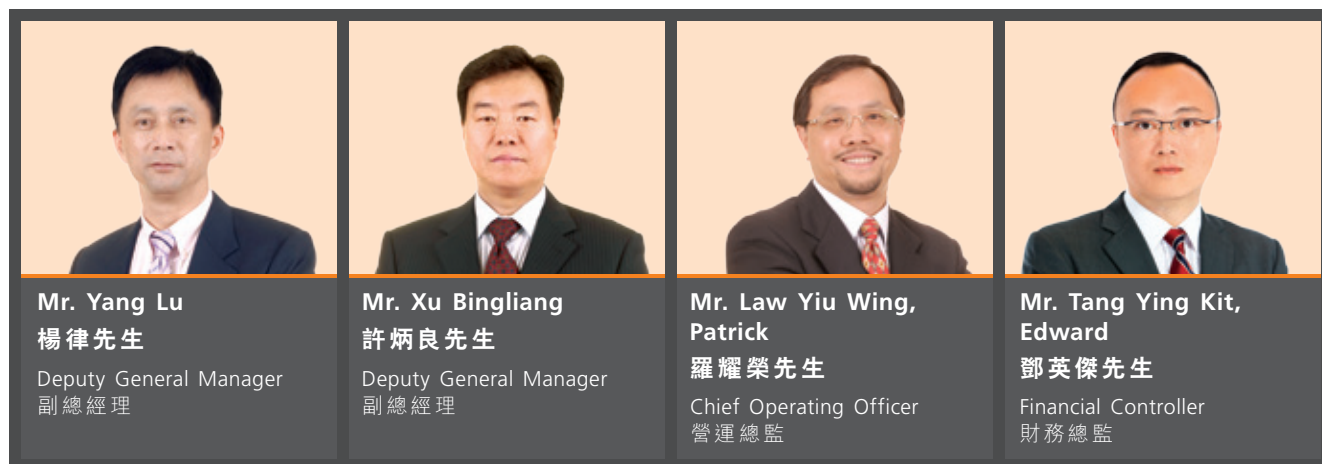 Mr. Yang Lu
楊律先生
Deputy General Manager
副總經理
Mr. Xu Bingliang
許炳良先生
Deputy General Manager
副總經理
Mr. Law Yiu Wing,
Patrick
羅耀榮先生
Chief Operating Officer
營運總監
Mr. Tang Ying Kit,
Edward
鄧英傑先生
Financial Controller
財務總監